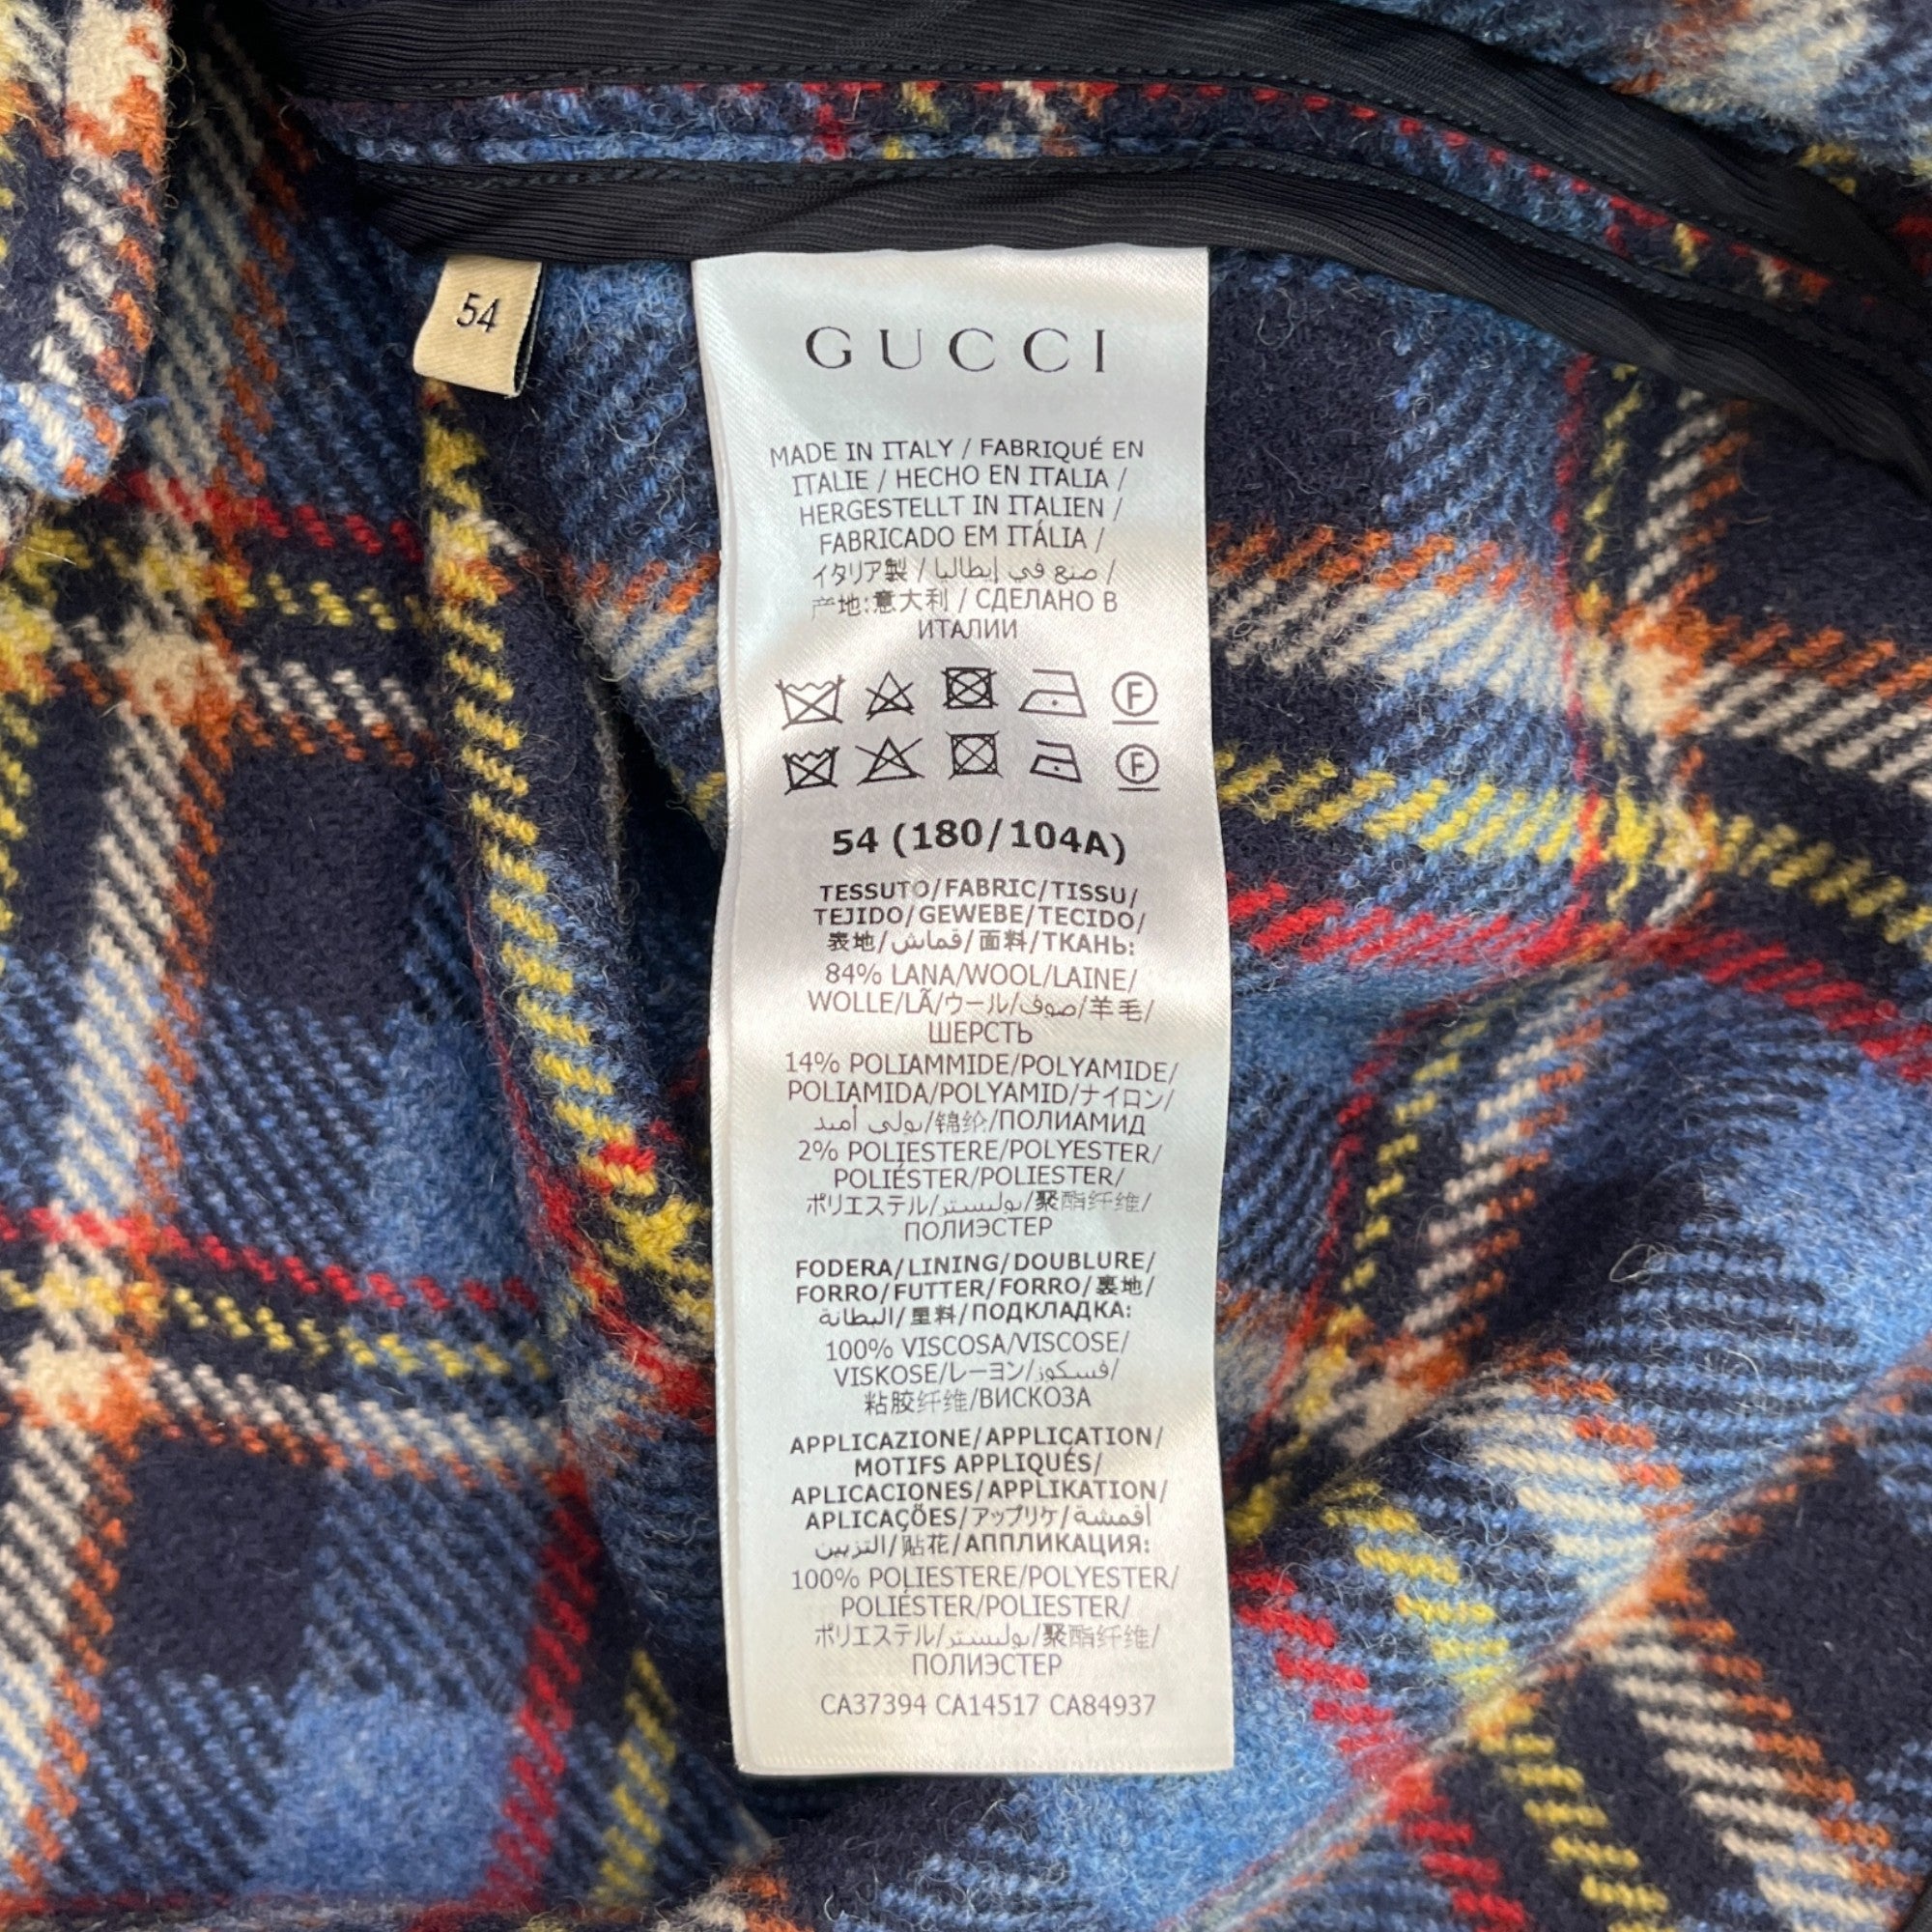 54
GUCCI
MADE IN ITALY / FABRIQUÉ EN
ITALIE / HECHO EN ITALIA /
HERGESTELLT IN ITALIEN /
FABRICADO EM ITÁLIA /
イタリア製 / صنع في إيطاليا /
产地:意大利 / СДЕЛАНО В
ИТАЛИИ
F
F
54 (180/104A)
TESSUTO/FABRIC/TISSU/
TEJIDO/GEWEBE/TECIDO/
表地/قماش/面料/ТКАНЬ:
84% LANA/WOOL/LAINE/
WOLLE/LÃ/ウール/صوف/羊毛/
ШЕРСТЬ
14% POLIAMMIDE/POLYAMIDE/
POLIAMIDA/POLYAMID/ナイロン/
بولي أميد/锦纶/ПОЛИАМИД
2% POLIESTERE/POLYESTER/
POLIÉSTER/POLIESTER/
ポリエステル/بوليستر/聚酯纤维/
ПОЛИЭСТЕР
FODERA/LINING/DOUBLURE/
FORRO/FUTTER/FORRO/裏地/
البطانة/里料/ПОДКЛАДКА:
100% VISCOSA/VISCOSE/
VISKOSE/レーヨン/فسكوز/
粘胶纤维/ВИСКОЗА
APPLICAZIONE/APPLICATION/
MOTIFS APPLIQUÉS/
APLICACIONES/APPLIKATION/
APLICAÇÕES/アップリケ/أقمشة
التزيين/贴花/АППЛИКАЦИЯ:
100% POLIESTERE/POLYESTER/
POLIÉSTER/POLIESTER/
ポリエステル/بوليستر/聚酯纤维/
ПОЛИЭСТЕР
CA37394 CA14517 CA84937